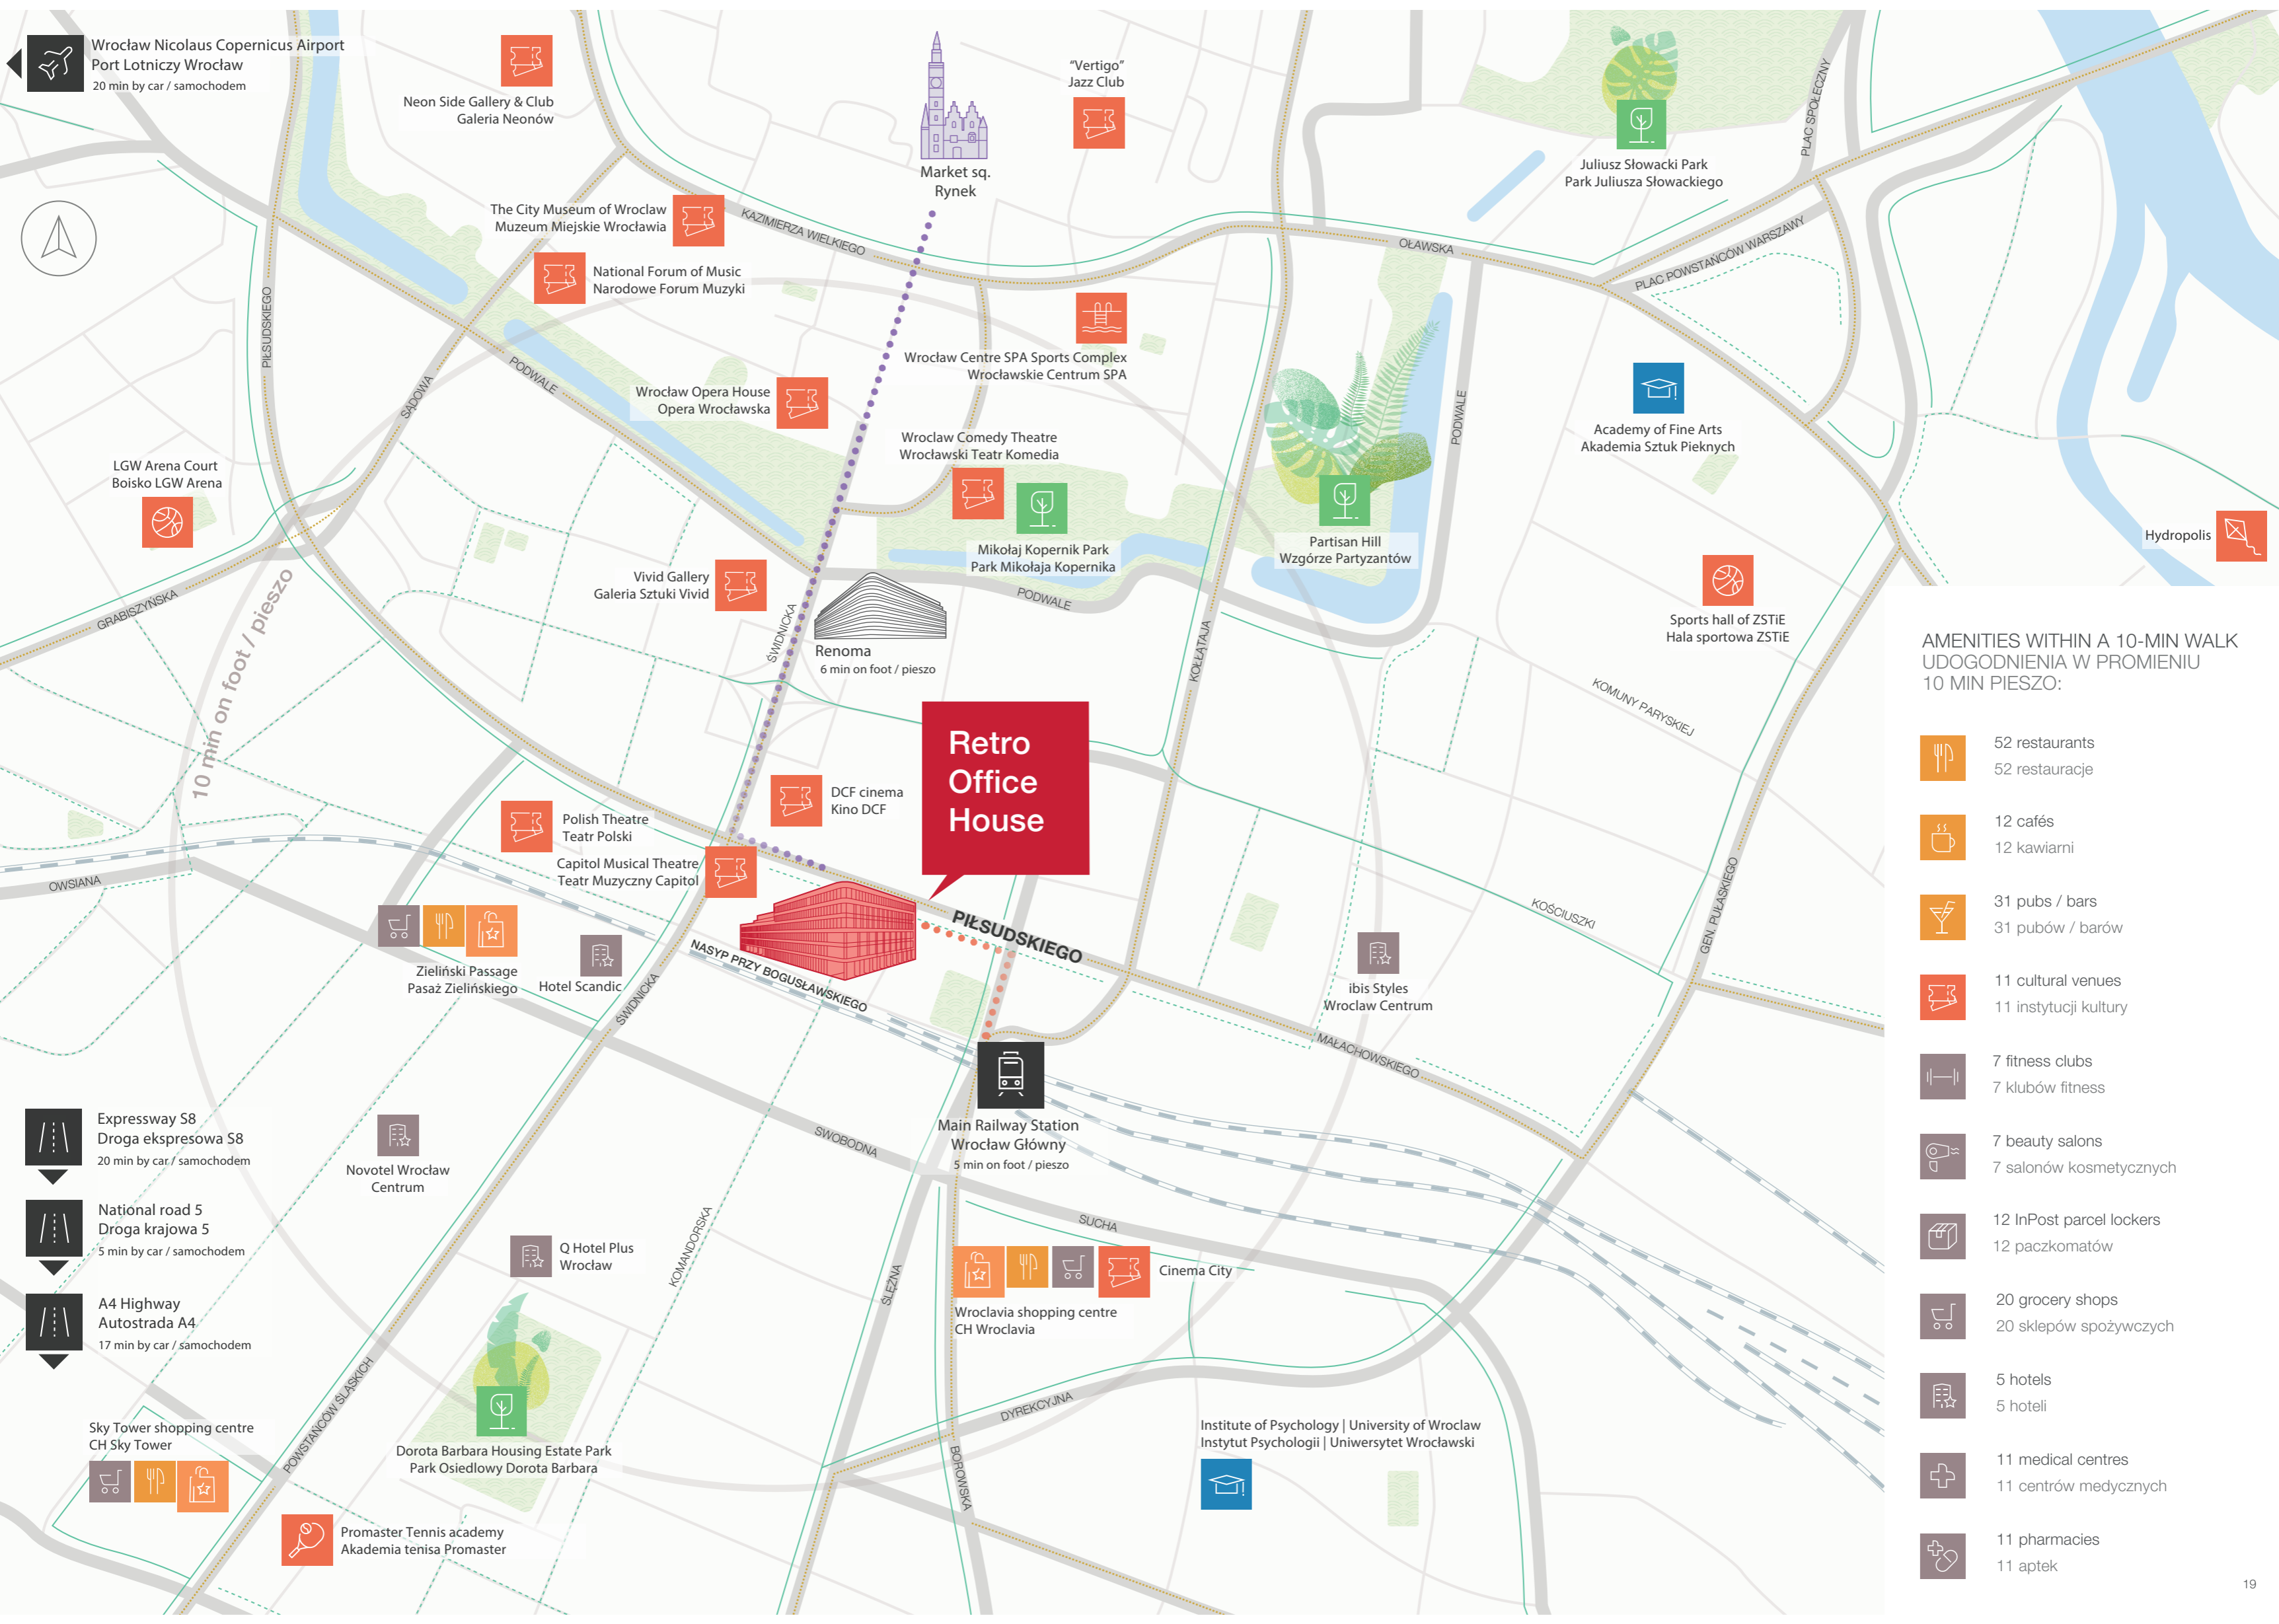 Wrocław Nicolaus Copernicus Airport
Port Lotniczy Wrocław
20 min by car / samochodem
Neon Side Gallery & Club
Galeria Neonów
Market sq.
Rynek
“Vertigo”
Jazz Club
Juliusz Słowacki Park
Park Juliusza Słowackiego
PLAC SPOŁECZNY
The City Museum of Wroclaw
Muzeum Miejskie Wrocławia
KAZIMIERZA WIELKIEGO
OŁAWSKA
PLAC POWSTAŃCÓW WARSZAWY
National Forum of Music
Narodowe Forum Muzyki
PIŁSUDSKIEGO
SĄDOWA
PODWALE
Wrocław Centre SPA Sports Complex
Wrocławskie Centrum SPA
Wrocław Opera House
Opera Wrocławska
PODWALE
Academy of Fine Arts
Akademia Sztuk Pieknych
Wroclaw Comedy Theatre
Wrocławski Teatr Komedia
LGW Arena Court
Boisko LGW Arena
Mikołaj Kopernik Park
Park Mikołaja Kopernika
Partisan Hill
Wzgórze Partyzantów
Hydropolis
Vivid Gallery
Galeria Sztuki Vivid
PODWALE
GRABISZYŃSKA
10 min on foot / pieszo
ŚWIDNICKA
Renoma
6 min on foot / pieszo
KOŁŁĄTAJA
Sports hall of ZSTiE
Hala sportowa ZSTiE
KOMUNY PARYSKIEJ
Retro
Office
House
DCF cinema
Kino DCF
Polish Theatre
Teatr Polski
Capitol Musical Theatre
Teatr Muzyczny Capitol
OWSIANA
PIŁSUDSKIEGO
KOŚCIUSZKI
GEN. PUŁASKIEGO
NASYP PRZY BOGUSŁAWSKIEGO
Zieliński Passage
Pasaż Zielińskiego
Hotel Scandic
ŚWIDNICKA
ibis Styles
Wroclaw Centrum
MAŁACHOWSKIEGO
Main Railway Station
Wrocław Główny
5 min on foot / pieszo
SWOBODNA
Expressway S8
Droga ekspresowa S8
20 min by car / samochodem
Novotel Wrocław
Centrum
National road 5
Droga krajowa 5
5 min by car / samochodem
SUCHA
KOMANDORSKA
Q Hotel Plus
Wrocław
ŚLĘŻNA
Cinema City
Wroclavia shopping centre
CH Wroclavia
A4 Highway
Autostrada A4
17 min by car / samochodem
POWSTAŃCÓW ŚLĄSKICH
DYREKCYJNA
Sky Tower shopping centre
CH Sky Tower
Dorota Barbara Housing Estate Park
Park Osiedlowy Dorota Barbara
BOROWSKA
Institute of Psychology | University of Wroclaw
Instytut Psychologii | Uniwersytet Wrocławski
Promaster Tennis academy
Akademia tenisa Promaster
AMENITIES WITHIN A 10-MIN WALK
UDOGODNIENIA W PROMIENIU
10 MIN PIESZO:
52 restaurants
52 restauracje
12 cafés
12 kawiarni
31 pubs / bars
31 pubów / barów
11 cultural venues
11 instytucji kultury
7 fitness clubs
7 klubów fitness
7 beauty salons
7 salonów kosmetycznych
12 InPost parcel lockers
12 paczkomatów
20 grocery shops
20 sklepów spożywczych
5 hotels
5 hoteli
11 medical centres
11 centrów medycznych
11 pharmacies
11 aptek
19